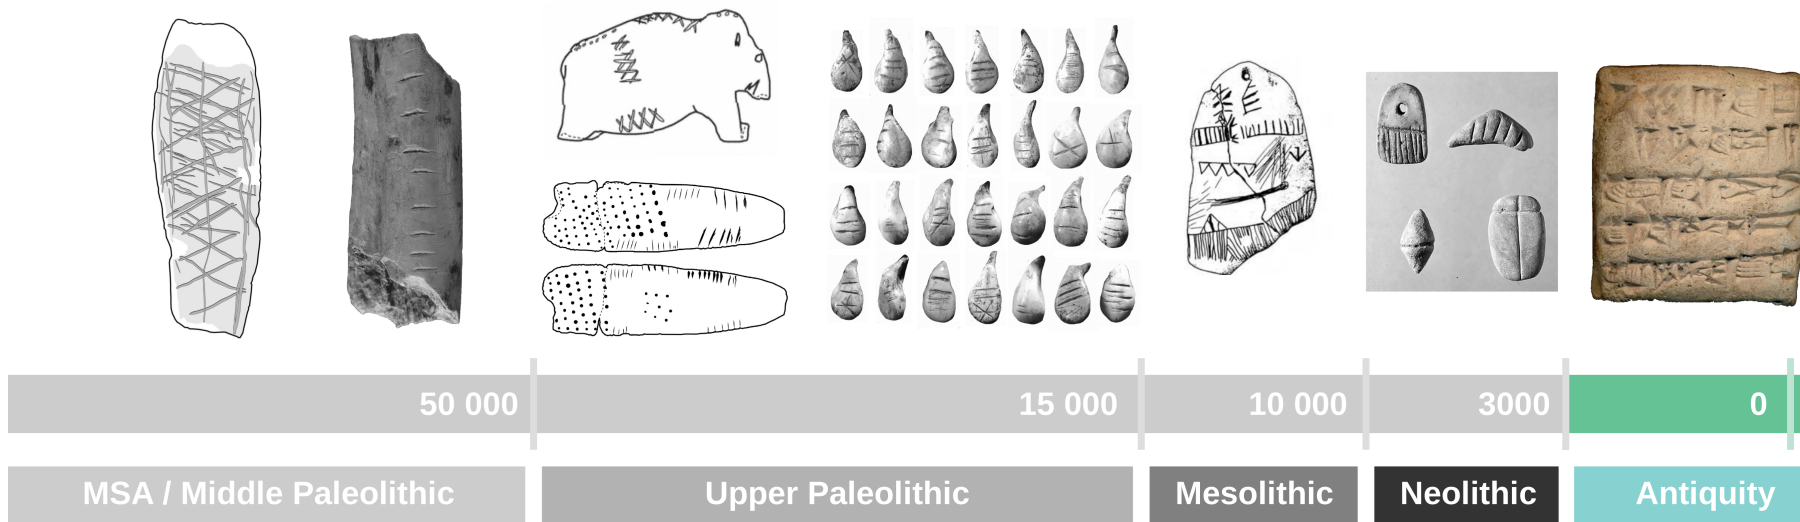 50 000
15 000
10 000
3000
0
MSA / Middle Paleolithic
Upper Paleolithic
Mesolithic
Neolithic
Antiquity